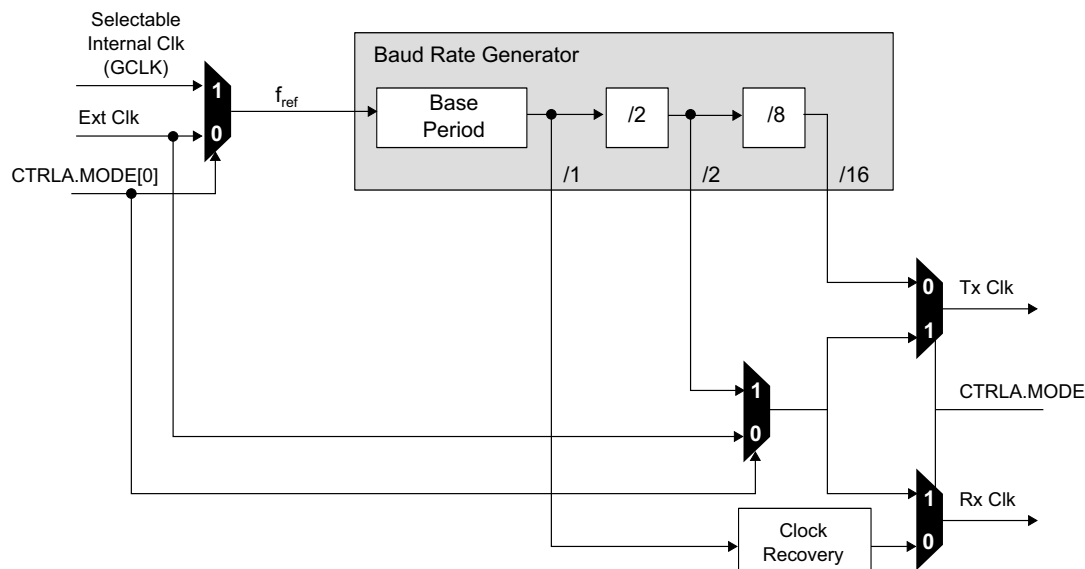 Selectable
Internal Clk
(GCLK)
Ext Clk
CTRLA.MODE[0]
1
0
fref
Baud Rate Generator
Base
Period
/2
/8
/1
/2
/16
0
1
Tx Clk
1
0
CTRLA.MODE
1
0
Rx Clk
Clock
Recovery